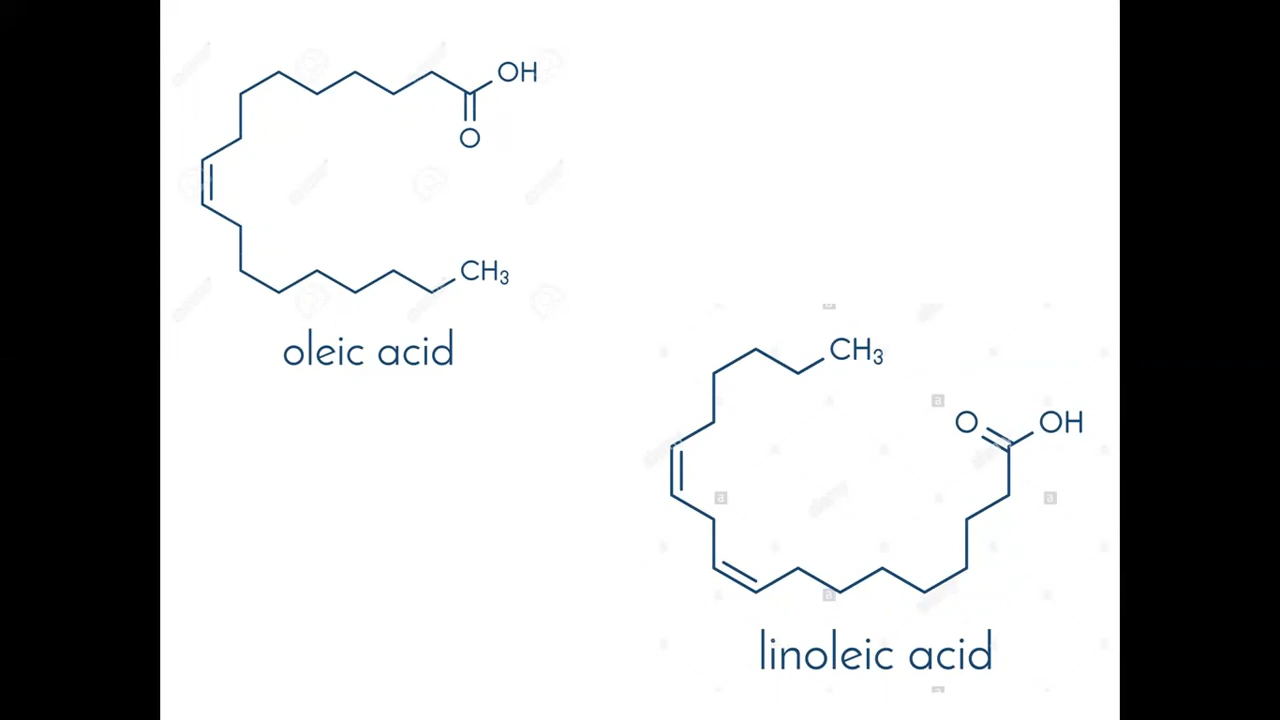 OH
O
CH₃
oleic acid
CH₃
O
OH
linoleic acid